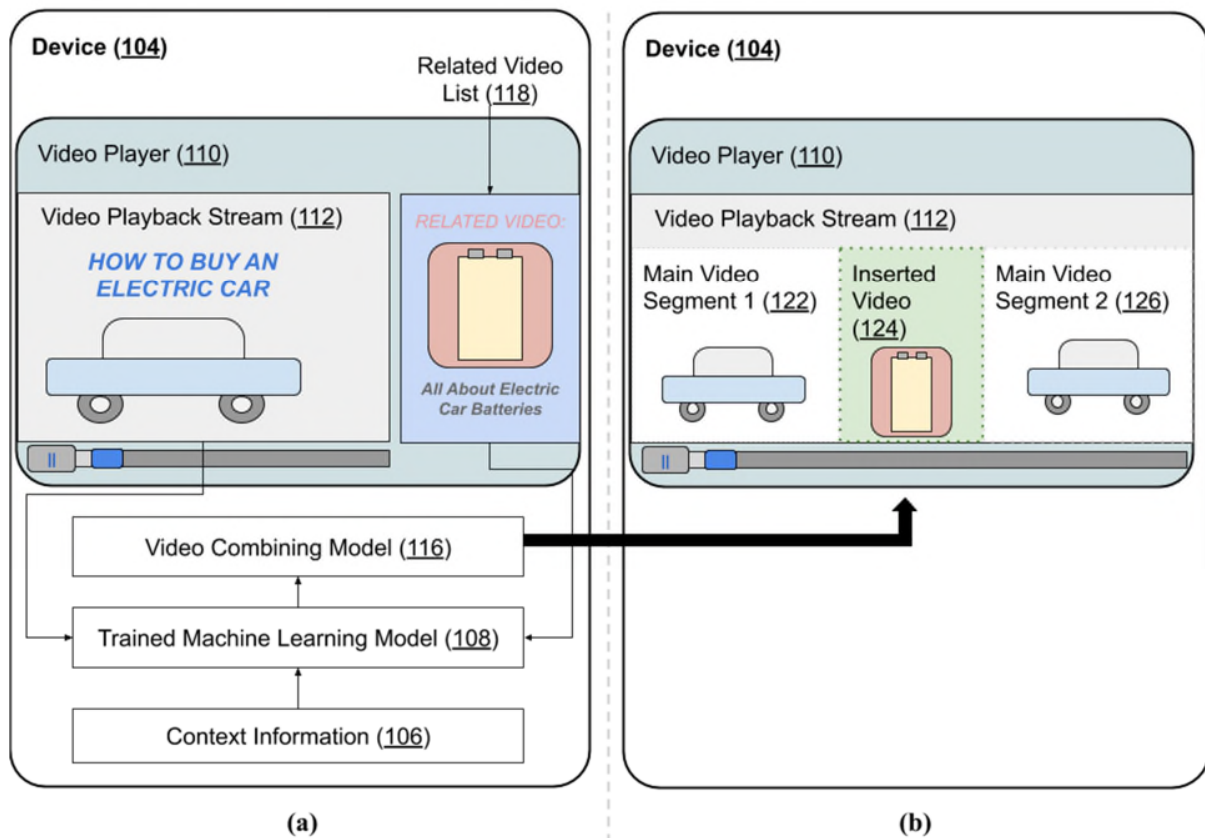 Device (104)
Related Video
List (118)
Video Player (110)
Video Playback Stream (112)
HOW TO BUY AN
ELECTRIC CAR
RELATED VIDEO:
All About Electric
Car Batteries
Video Combining Model (116)
Trained Machine Learning Model (108)
Context Information (106)
(a)
Device (104)
Video Player (110)
Video Playback Stream (112)
Main Video
Segment 1 (122)
Inserted
Video
(124)
Main Video
Segment 2 (126)
(b)